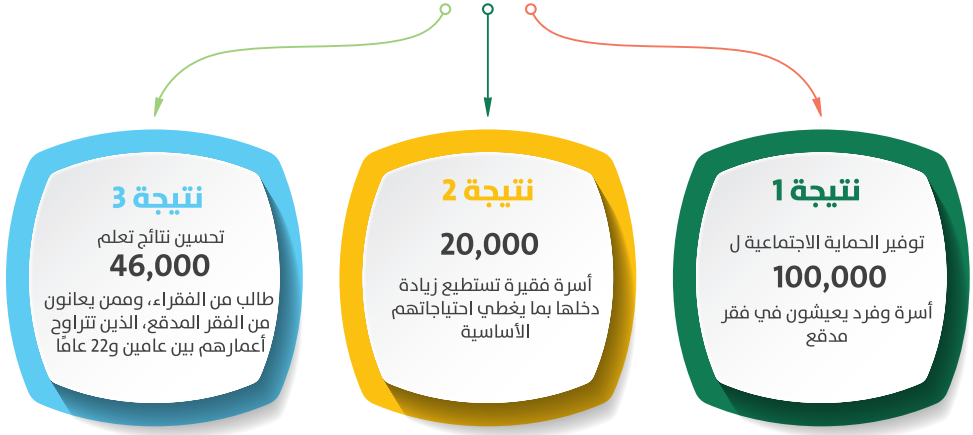 نتيجة 1
توفير الحماية الاجتماعية ل
100,000
أسرة وفرد يعيشون في فقر
مدقع
نتيجة 2
20,000
أسرة فقيرة تستطيع زيادة
دخلها بما يغطي احتياجاتهم
الأساسية
نتيجة 3
تحسين نتائج تعلم
46,000
طالب من الفقراء، وممن يعانون
من الفقر المدقع، الذين تتراوح
أعمارهم بين عامين و22 عامًا